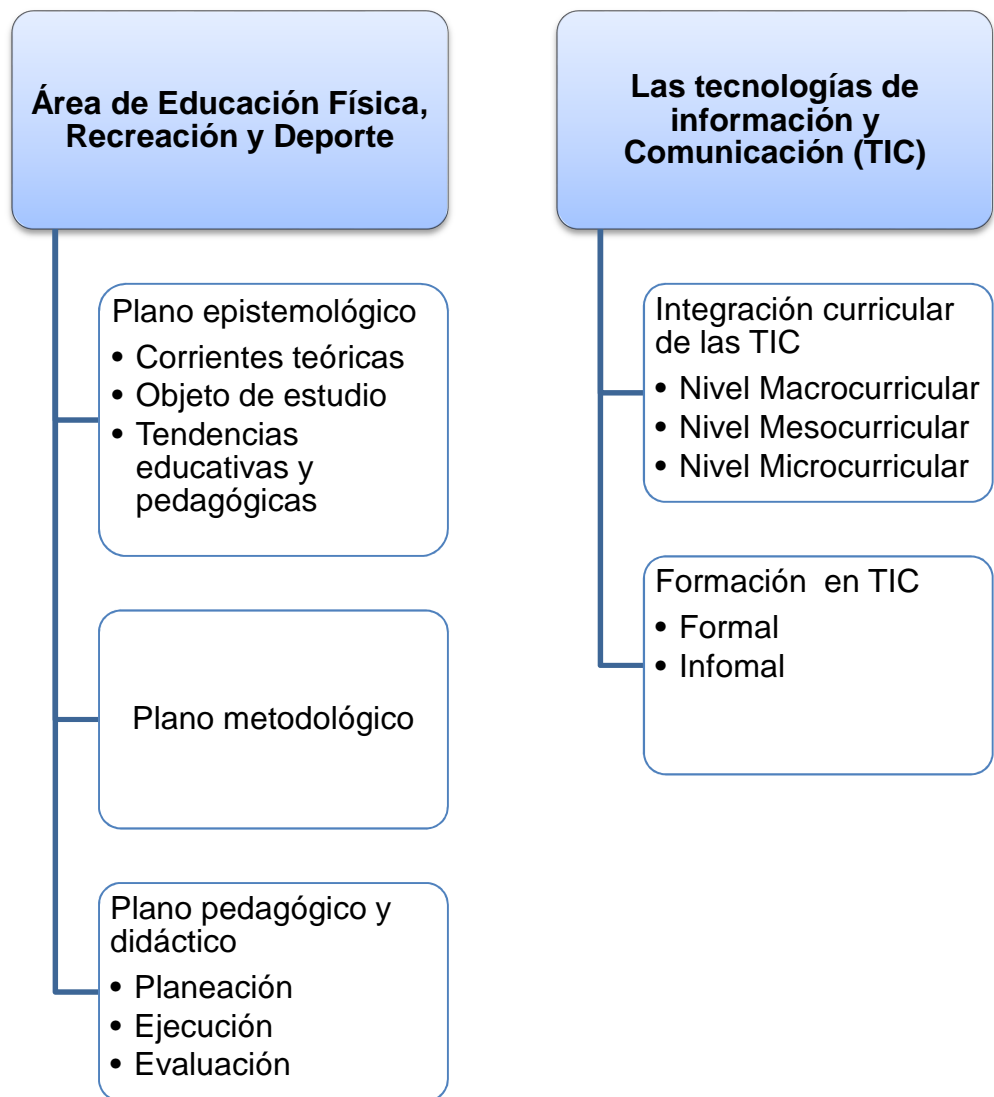 Área de Educación Física,
Recreación y Deporte
Plano epistemológico
• Corrientes teóricas
• Objeto de estudio
• Tendencias
educativas y
pedagógicas
Plano metodológico
Plano pedagógico y
didáctico
• Planeación
• Ejecución
• Evaluación
Las tecnologías de
información y
Comunicación (TIC)
Integración curricular
de las TIC
• Nivel Macrocurricular
• Nivel Mesocurricular
• Nivel Microcurricular
Formación en TIC
• Formal
• Infomal